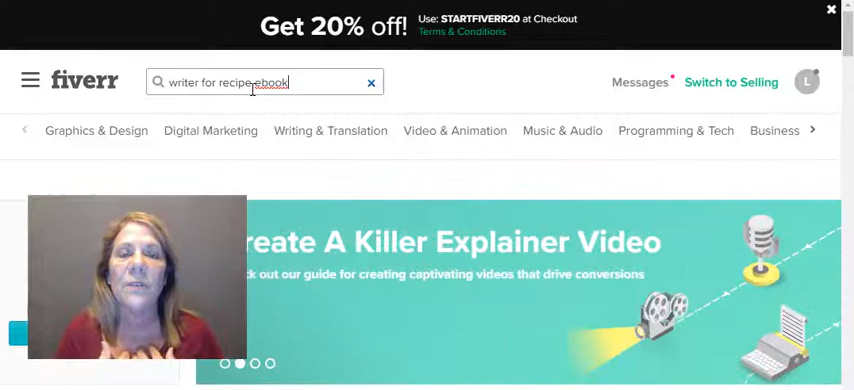 Get 20% off! Use: STARTFIVERR20 at Checkout
Terms & Conditions
fiverr writer for recipe ebook Messages Switch to Selling L
Graphics & Design Digital Marketing Writing & Translation Video & Animation Music & Audio Programming & Tech Business
reate A Killer Explainer Video
ck out our guide for creating captivating videos that drive conversions